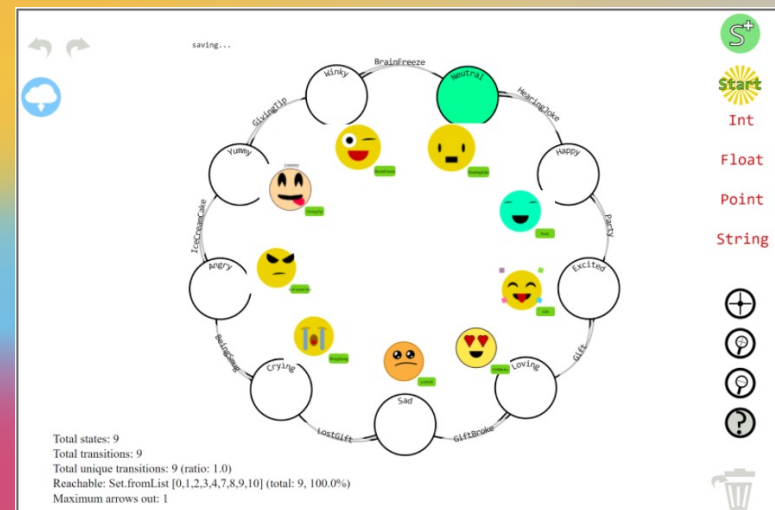 saving...
BrainFreeze
Winky
Neutral
HearingJoke
GivingTip
Yummy
Happy
IceCreamCake
Party
Angry
Excited
BeingSmug
Gift
Crying
Loving
Sad
LostGift
GiftBroke
S+
Start
Int
Float
Point
String
?
Total states: 9
Total transitions: 9
Total unique transitions: 9 (ratio: 1.0)
Reachable: Set.fromList [0,1,2,3,4,7,8,9,10] (total: 9, 100.0%)
Maximum arrows out: 1